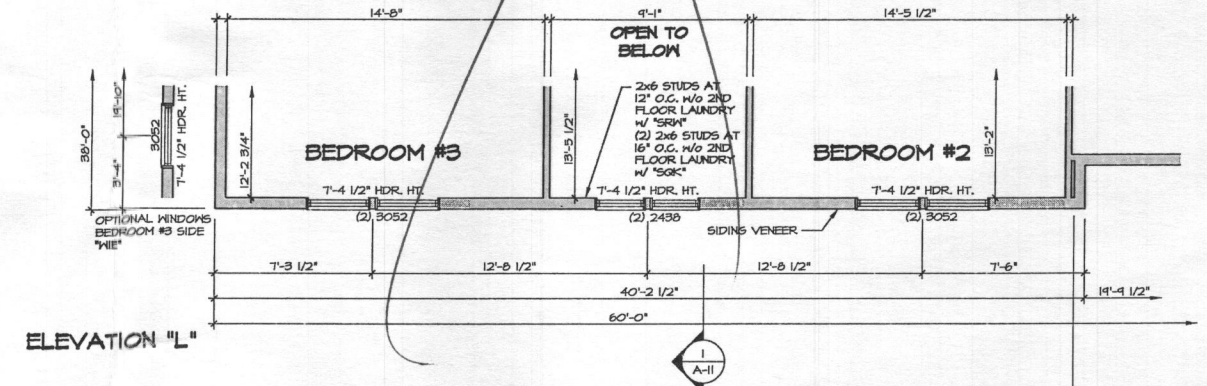 14'-8"
9'-1"
14'-5 1/2"
OPEN TO
BELOW
2x6 STUDS AT
12" O.C. W/o 2ND
FLOOR LAUNDRY
W/ "SRW"
(2) 2x6 STUDS AT
16" O.C. W/o 2ND
FLOOR LAUNDRY
W/ "SGK"
38'-0"
19'-10"
3'-4"
3052
7'-4 1/2" HDR. HT.
12'-2 3/4"
13'-5 1/2"
13'-2"
BEDROOM #3
BEDROOM #2
7'-4 1/2" HDR. HT.
7'-4 1/2" HDR. HT.
7'-4 1/2" HDR. HT.
(2) 3052
(2) 2438
(2) 3052
OPTIONAL WINDOWS
BEDROOM #3 SIDE
"WIE"
SIDING VENEER
7'-3 1/2"
12'-8 1/2"
12'-8 1/2"
7'-6"
40'-2 1/2"
19'-9 1/2"
60'-0"
ELEVATION "L"
1
A-11